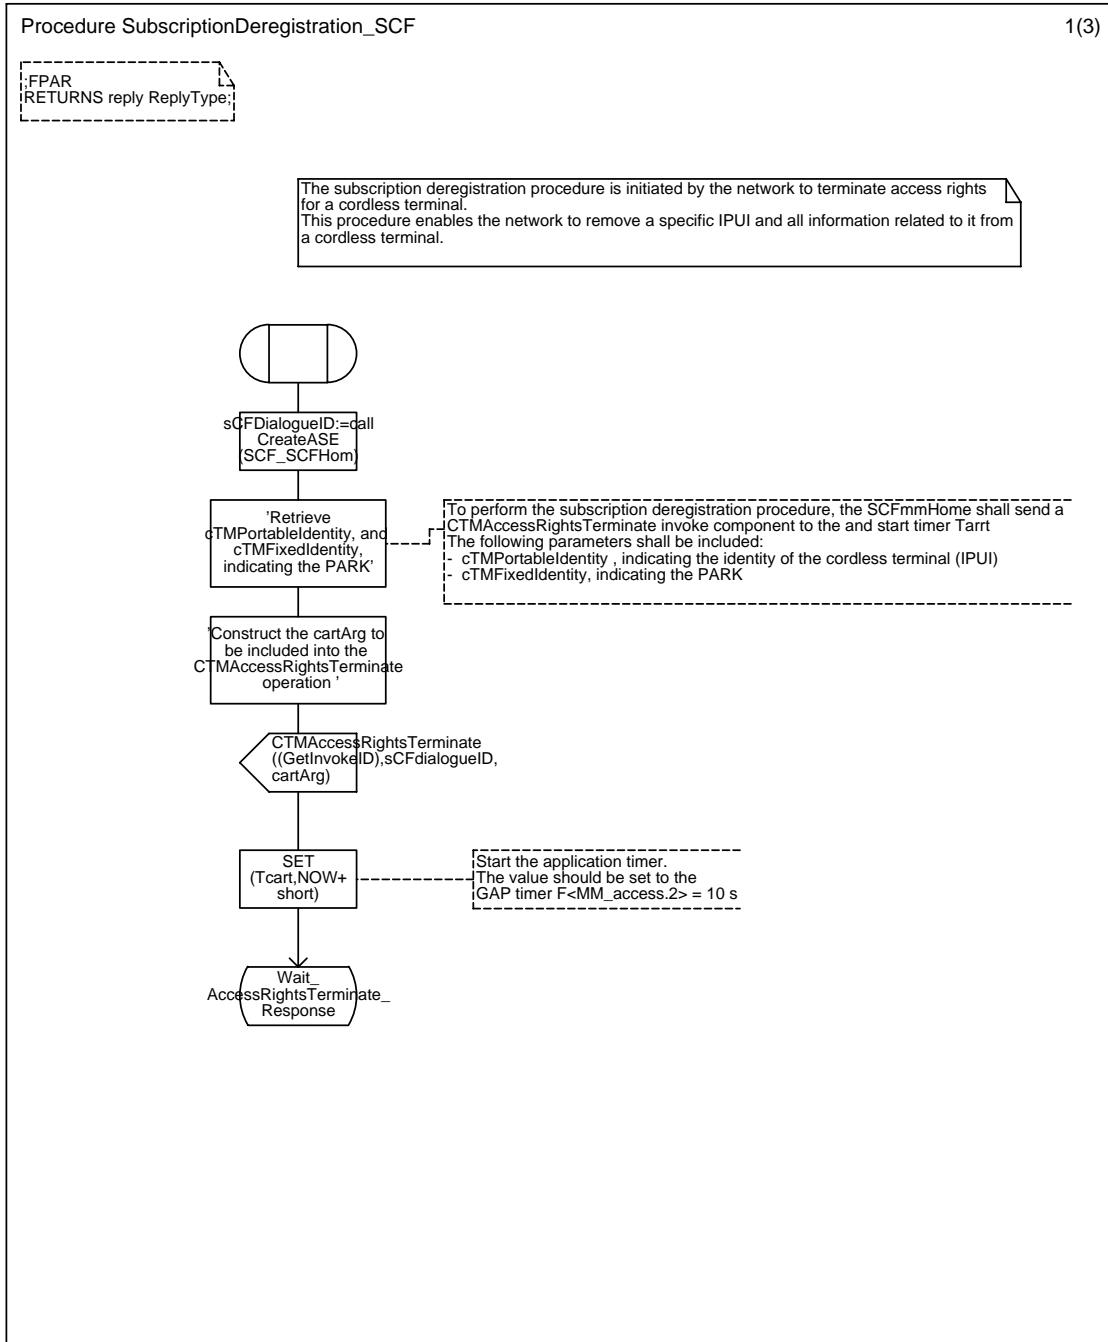 Procedure SubscriptionDeregistration_SCF
1(3)
;FPAR
RETURNS reply ReplyType;
The subscription deregistration procedure is initiated by the network to terminate access rights
for a cordless terminal.
This procedure enables the network to remove a specific IPUI and all information related to it from
a cordless terminal.
sCFDialogueID:=call
CreateASE
(SCF_SCFHom)
'Retrieve
cTMPortableIdentity, and
cTMFixedIdentity,
indicating the PARK'
To perform the subscription deregistration procedure, the SCFmmHome shall send a
CTMAccessRightsTerminate invoke component to the and start timer Tarrt
The following parameters shall be included:
- cTMPortableIdentity , indicating the identity of the cordless terminal (IPUI)
- cTMFixedIdentity, indicating the PARK
'Construct the cartArg to
be included into the
CTMAccessRightsTerminate
operation '
CTMAccessRightsTerminate
((GetInvokeID),sCFdialogueID,
cartArg)
SET
(Tcart,NOW+
short)
Start the application timer.
The value should be set to the
GAP timer F<MM_access.2> = 10 s
Wait_
AccessRightsTerminate_
Response